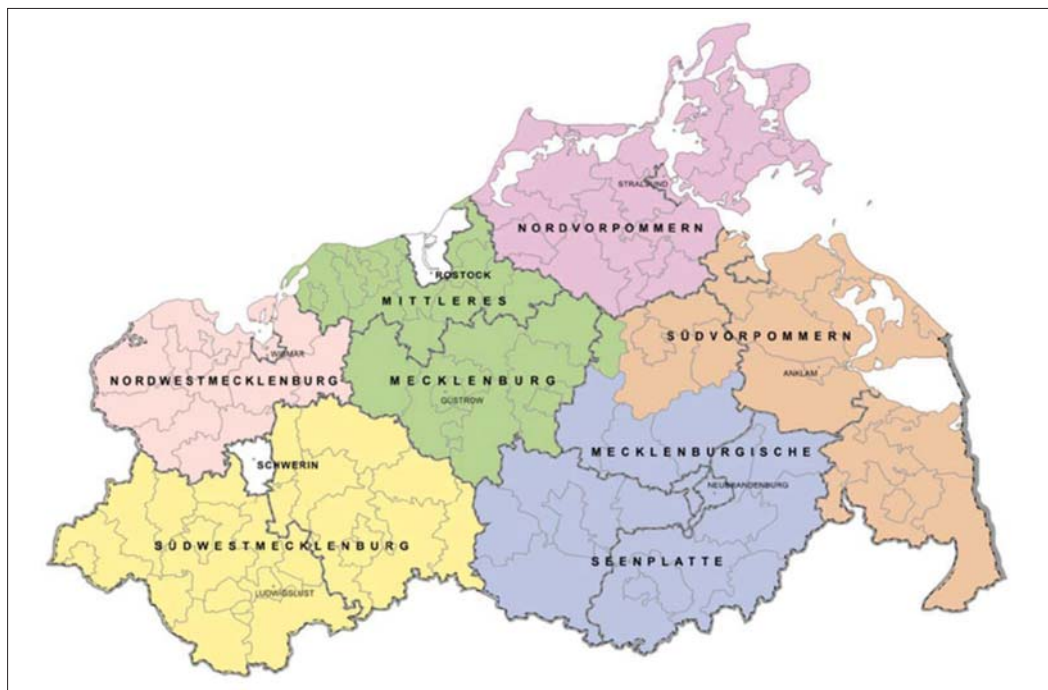 STRALSUND
NORDVORPOMMERN
ROSTOCK
MITTLERES
SÜDVORPOMMERN
WISMAR
ANKLAM
NORDWESTMECKLENBURG
MECKLENBURG
GÜSTROW
MECKLENBURGISCHE
SCHWERIN
NEUBRANDENBURG
SÜDWESTMECKLENBURG
SEENPLATTE
LUDWIGSLUST